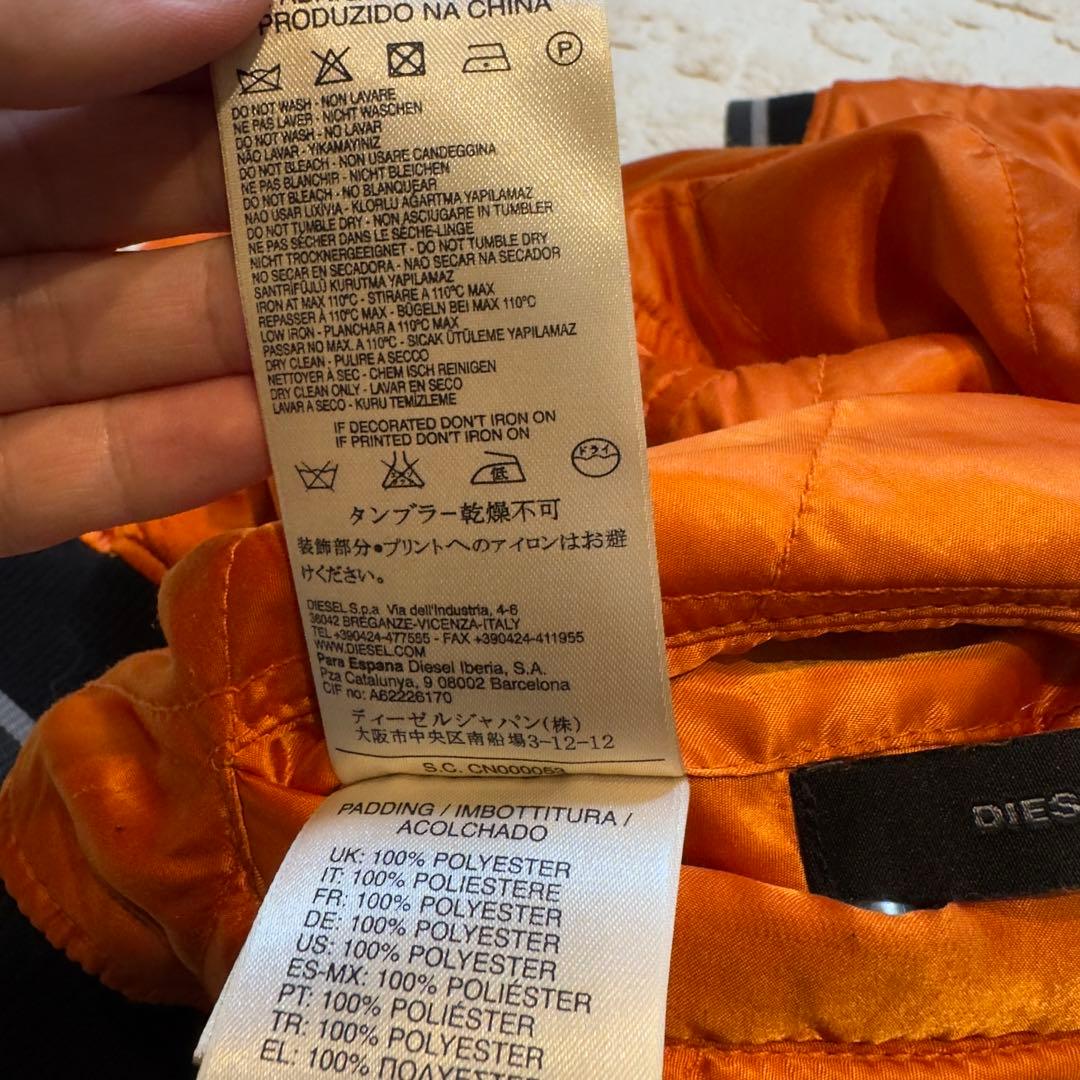 PRODUZIDO NA CHINA
P
DO NOT WASH - NON LAVARE
NE PAS LAVER - NICHT WASCHEN
DO NOT WASH - NO LAVAR
NÃO LAVAR - YIKAMAYINIZ
DO NOT BLEACH - NON USARE CANDEGGINA
NE PAS BLANCHIR - NICHT BLEICHEN
DO NOT BLEACH - NO BLANQUEAR
NAO USAR LIXIVIA - KLORLU AĞARTMA YAPILAMAZ
DO NOT TUMBLE DRY - NON ASCIUGARE IN TUMBLER
NE PAS SÈCHER DANS LE SÈCHE-LINGE
NICHT TROCKNERGEEIGNET - DO NOT TUMBLE DRY
NO SECAR EN SECADORA - NAO SECAR NA SECADOR
SANTRİFÜJLÜ KURUTMA YAPILAMAZ
IRON AT MAX 110°C - STIRARE A 110°C MAX
REPASSER À 110°C MAX - BÜGELN BEI MAX 110°C
LOW IRON - PLANCHAR A 110°C MAX
PASSAR NO MAX. A 110°C - SICAK ÜTÜLEME YAPILAMAZ
DRY CLEAN - PULIRE A SECCO
NETTOYER À SEC - CHEM ISCH REINIGEN
DRY CLEAN ONLY - LAVAR EN SECO
LAVAR A SECO - KURU TEMİZLEME
IF DECORATED DON'T IRON ON
IF PRINTED DON'T IRON ON
低
ドライ
タンブラー乾燥不可
装飾部分●プリントへのアイロンはお避
けください。
DIESEL S.p.a Via dell'Industria, 4-6
36042 BREGANZE-VICENZA-ITALY
TEL +390424-477555 - FAX +390424-411955
WWW.DIESEL.COM
Para Espana Diesel Iberia, S.A.
Pza Catalunya, 9 08002 Barcelona
CIF no: A62226170
ディーゼルジャパン(株)
大阪市中央区南船場3-12-12
S.C. CN000053
PADDING / IMBOTTITURA /
ACOLCHADO
UK: 100% POLYESTER
IT: 100% POLIESTERE
FR: 100% POLYESTER
DE: 100% POLYESTER
US: 100% POLYESTER
ES-MX: 100% POLIÉSTER
PT: 100% POLIÉSTER
TR: 100% POLYESTER
EL: 100% ΠΟΛΥΕΣΤΕΡ
DIES